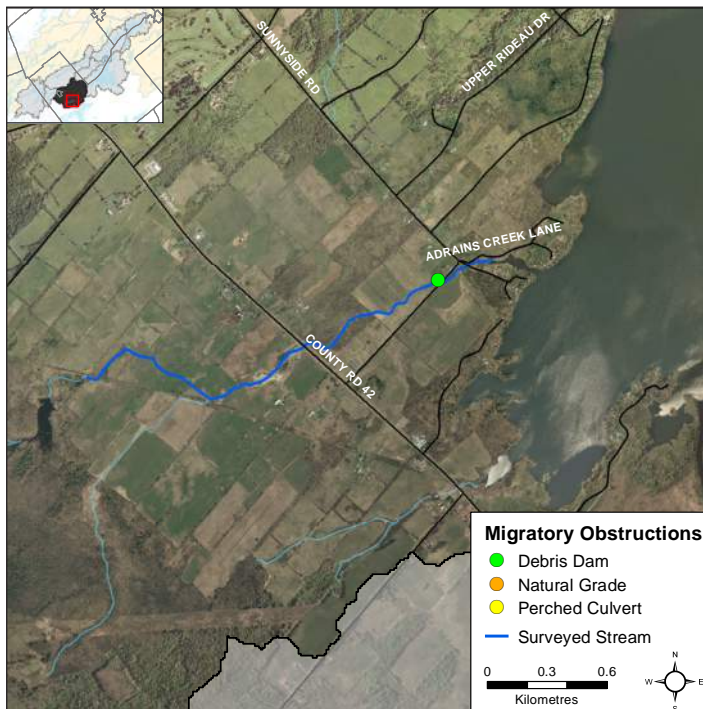 SUNNYSIDE RD
UPPER RIDEAU DR
ADRAINS CREEK LANE
COUNTY RD 42
Migratory Obstructions
Debris Dam
Natural Grade
Perched Culvert
Surveyed Stream
0 0.3 0.6
Kilometres
N
W E
S